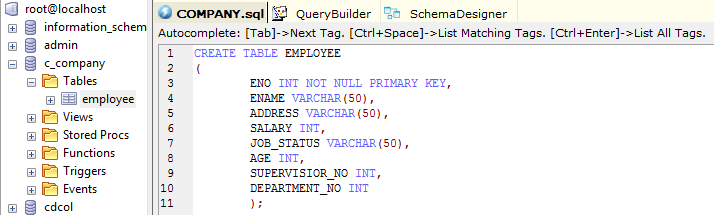 root@localhost
information_schem
admin
c_company
Tables
employee
Views
Stored Procs
Functions
Triggers
Events
cdcol
COMPANY.sql QueryBuilder SchemaDesigner
Autocomplete: [Tab]->Next Tag. [Ctrl+Space]->List Matching Tags. [Ctrl+Enter]->List All Tags.
1 CREATE TABLE EMPLOYEE
2 (
3 ENO INT NOT NULL PRIMARY KEY,
4 ENAME VARCHAR(50),
5 ADDRESS VARCHAR(50),
6 SALARY INT,
7 JOB_STATUS VARCHAR(50),
8 AGE INT,
9 SUPERVISIOR_NO INT,
10 DEPARTMENT_NO INT
11 );